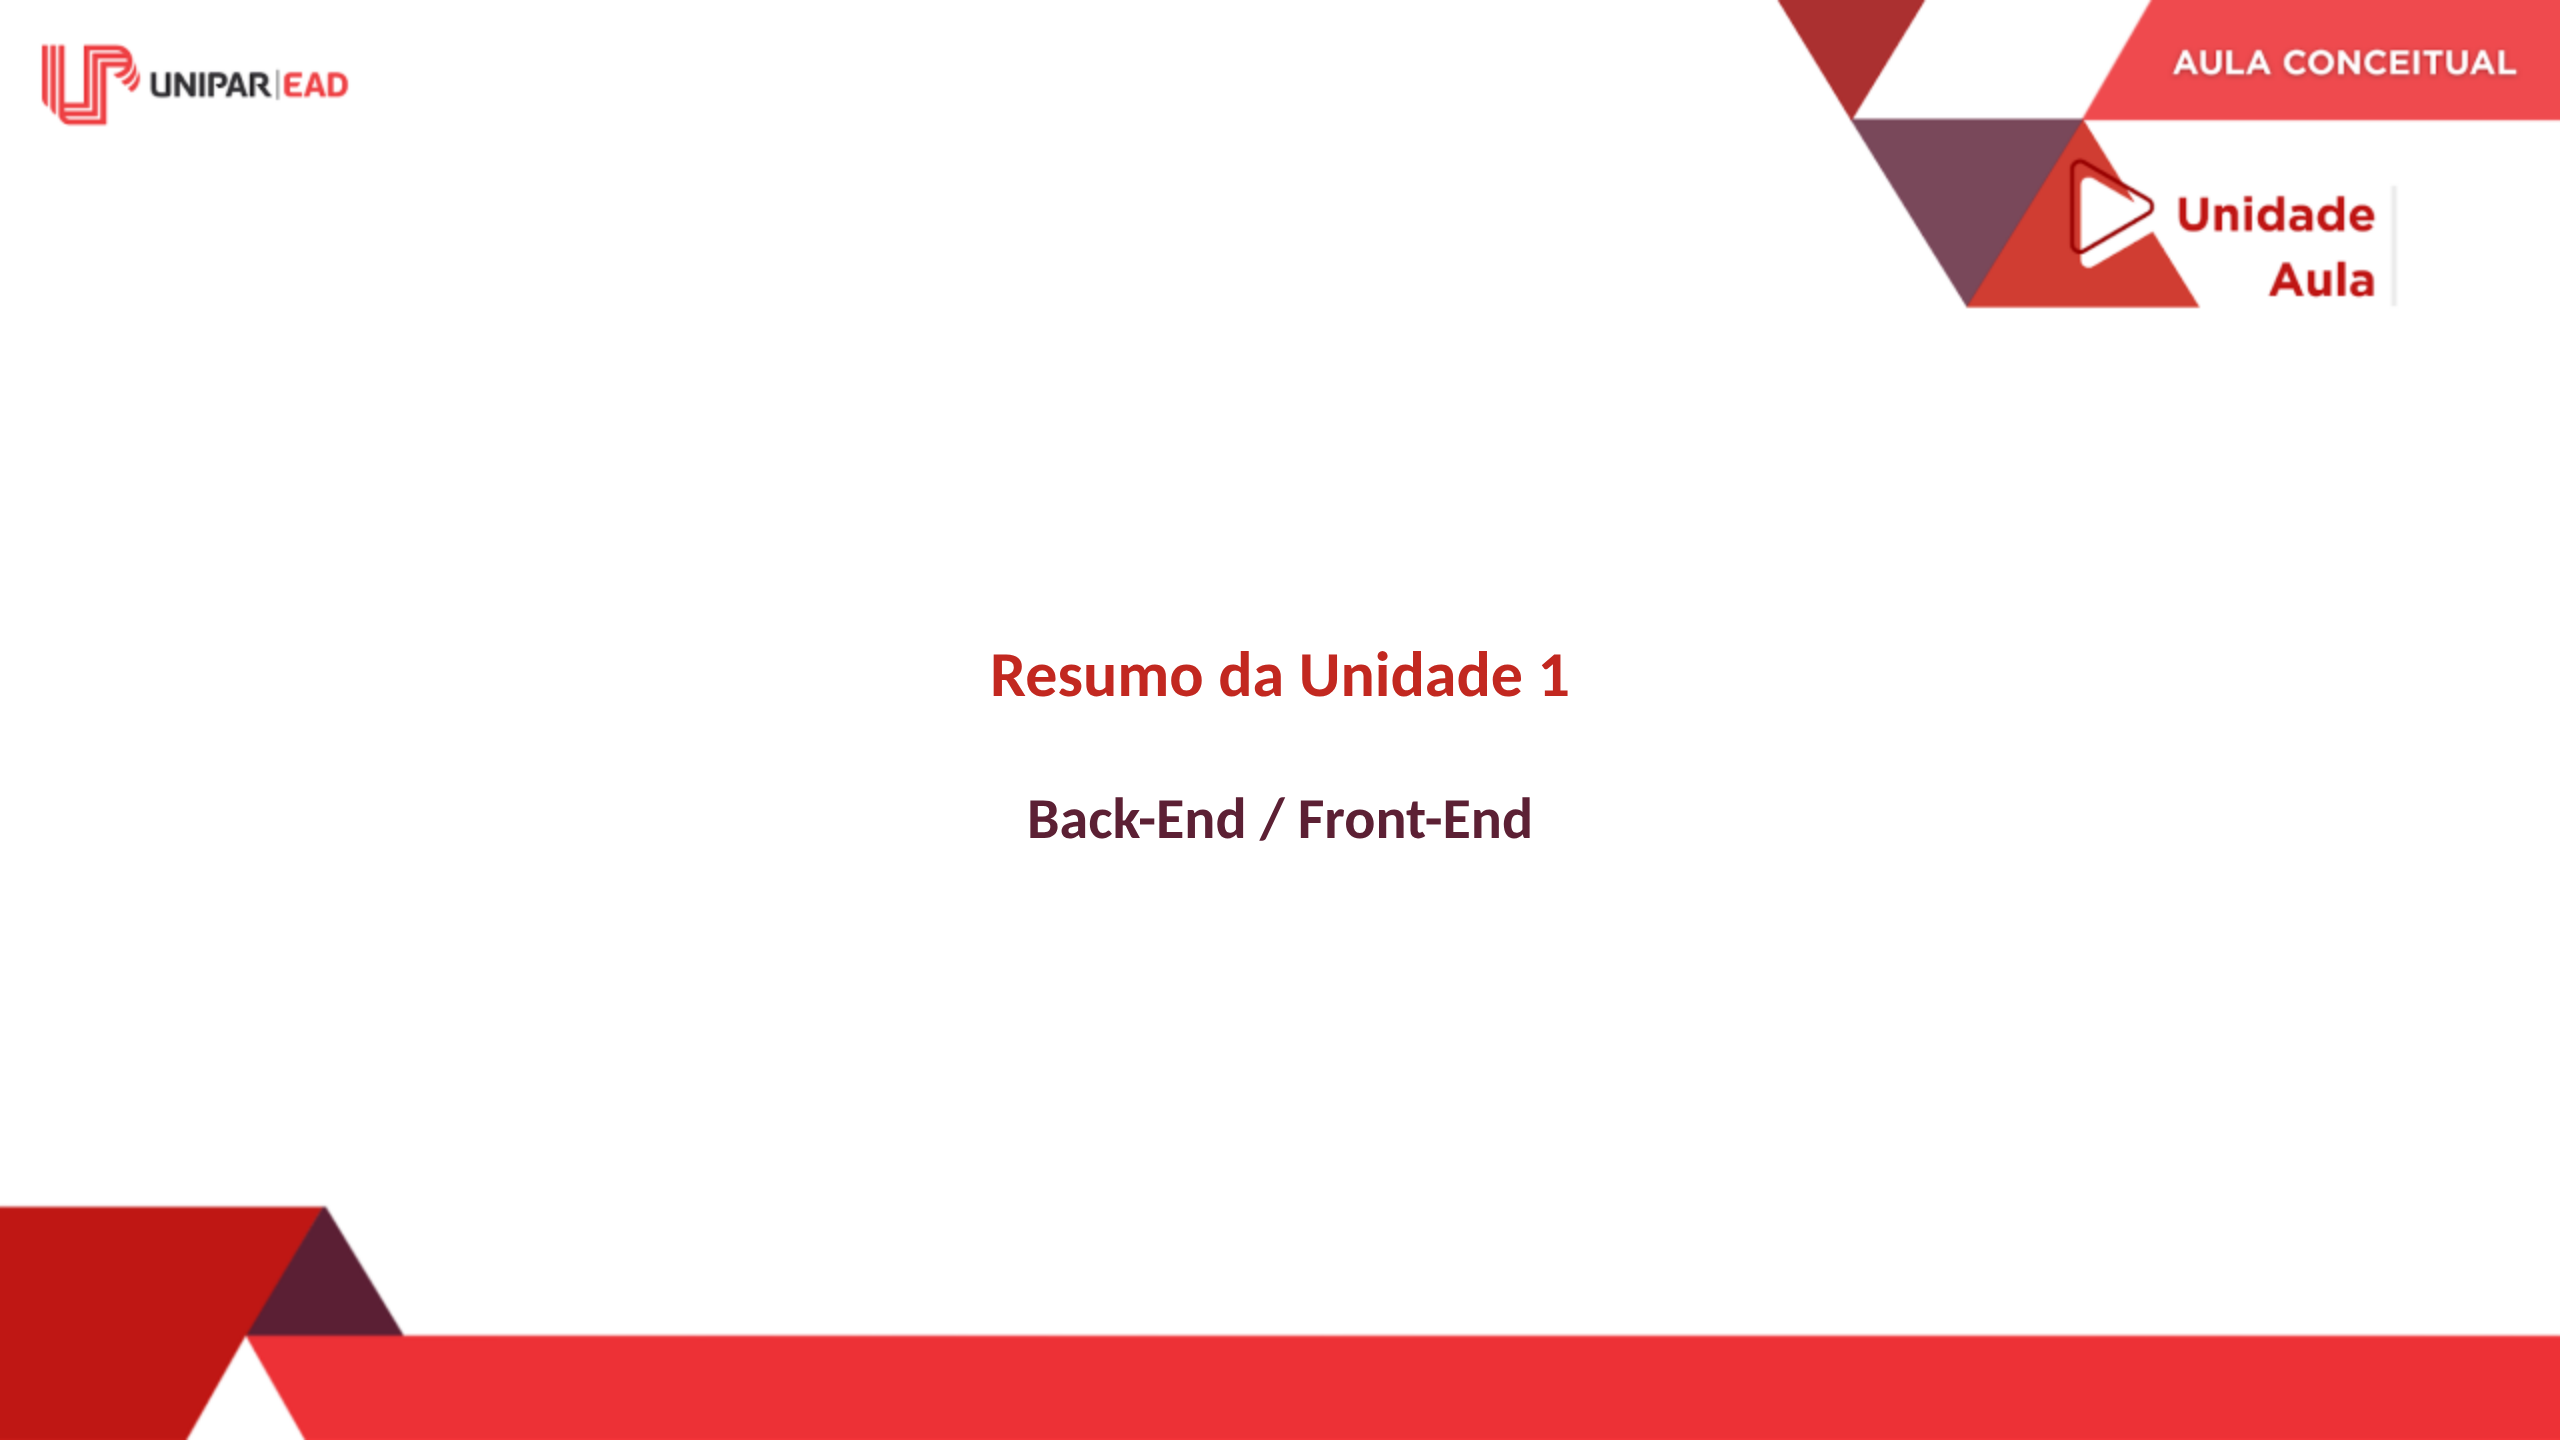 UNIPAR|EAD
AULA CONCEITUAL
Unidade
Aula
Resumo da Unidade 1
Back-End / Front-End